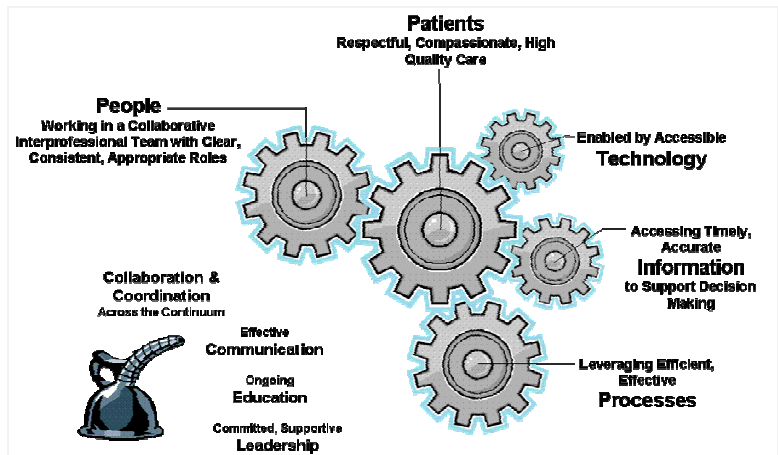 Patients
Respectful, Compassionate, High
Quality Care
People
Working in a Collaborative
Interprofessional Team with Clear,
Consistent, Appropriate Roles
Enabled by Accessible
Technology
Accessing Timely,
Accurate
Information
to Support Decision
Making
Collaboration &
Coordination
Across the Continuum
Effective
Communication
Ongoing
Education
Committed, Supportive
Leadership
Leveraging Efficient,
Effective
Processes